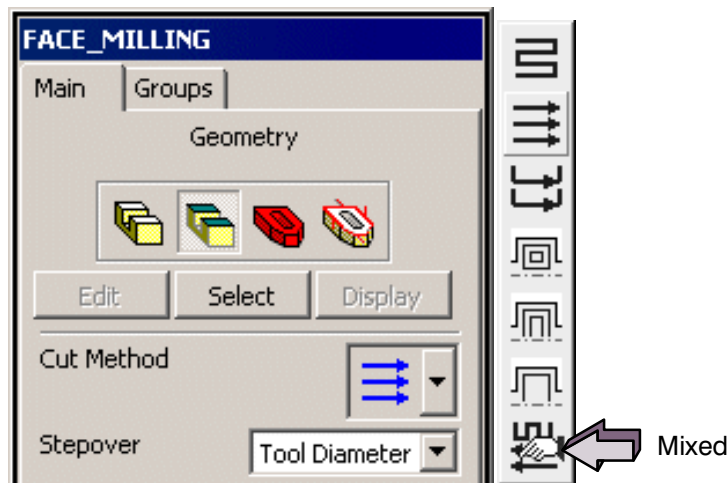 FACE_MILLING
Main Groups
Geometry
Edit Select Display
Cut Method
Stepover Tool Diameter
Mixed